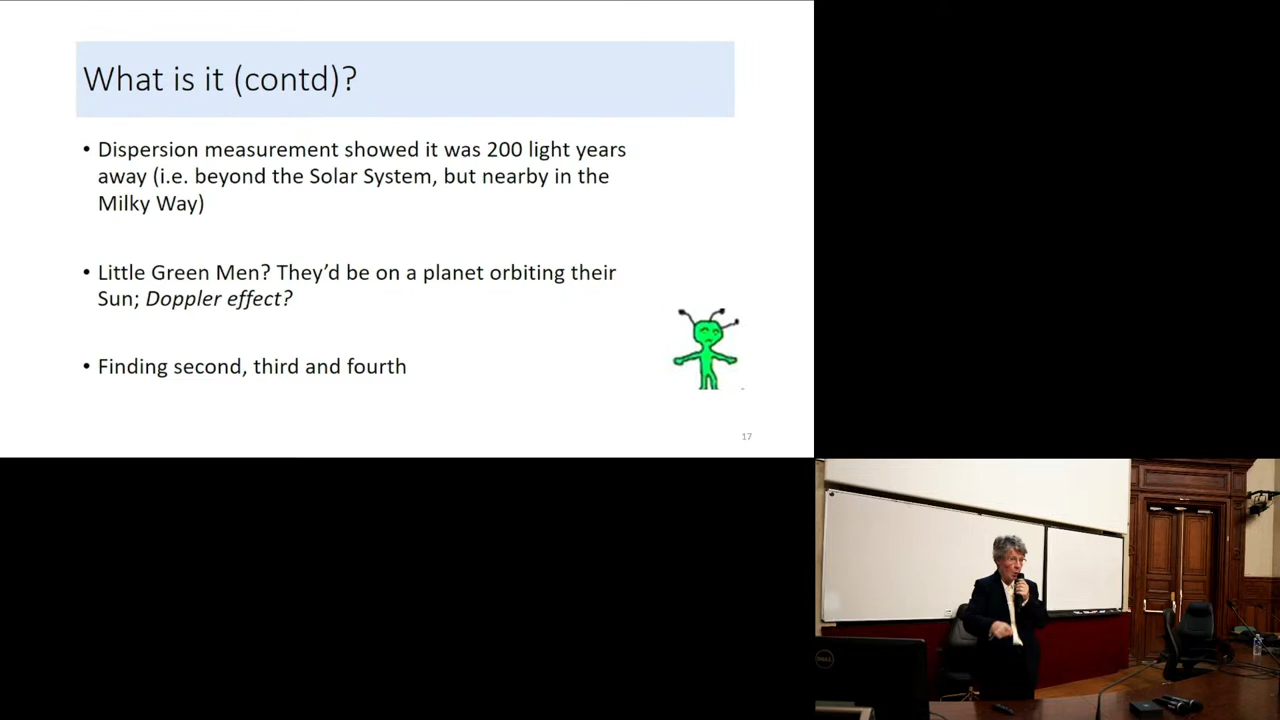 What is it (contd)?
• Dispersion measurement showed it was 200 light years
away (i.e. beyond the Solar System, but nearby in the
Milky Way)
• Little Green Men? They’d be on a planet orbiting their
Sun; Doppler effect?
• Finding second, third and fourth
17
DELL